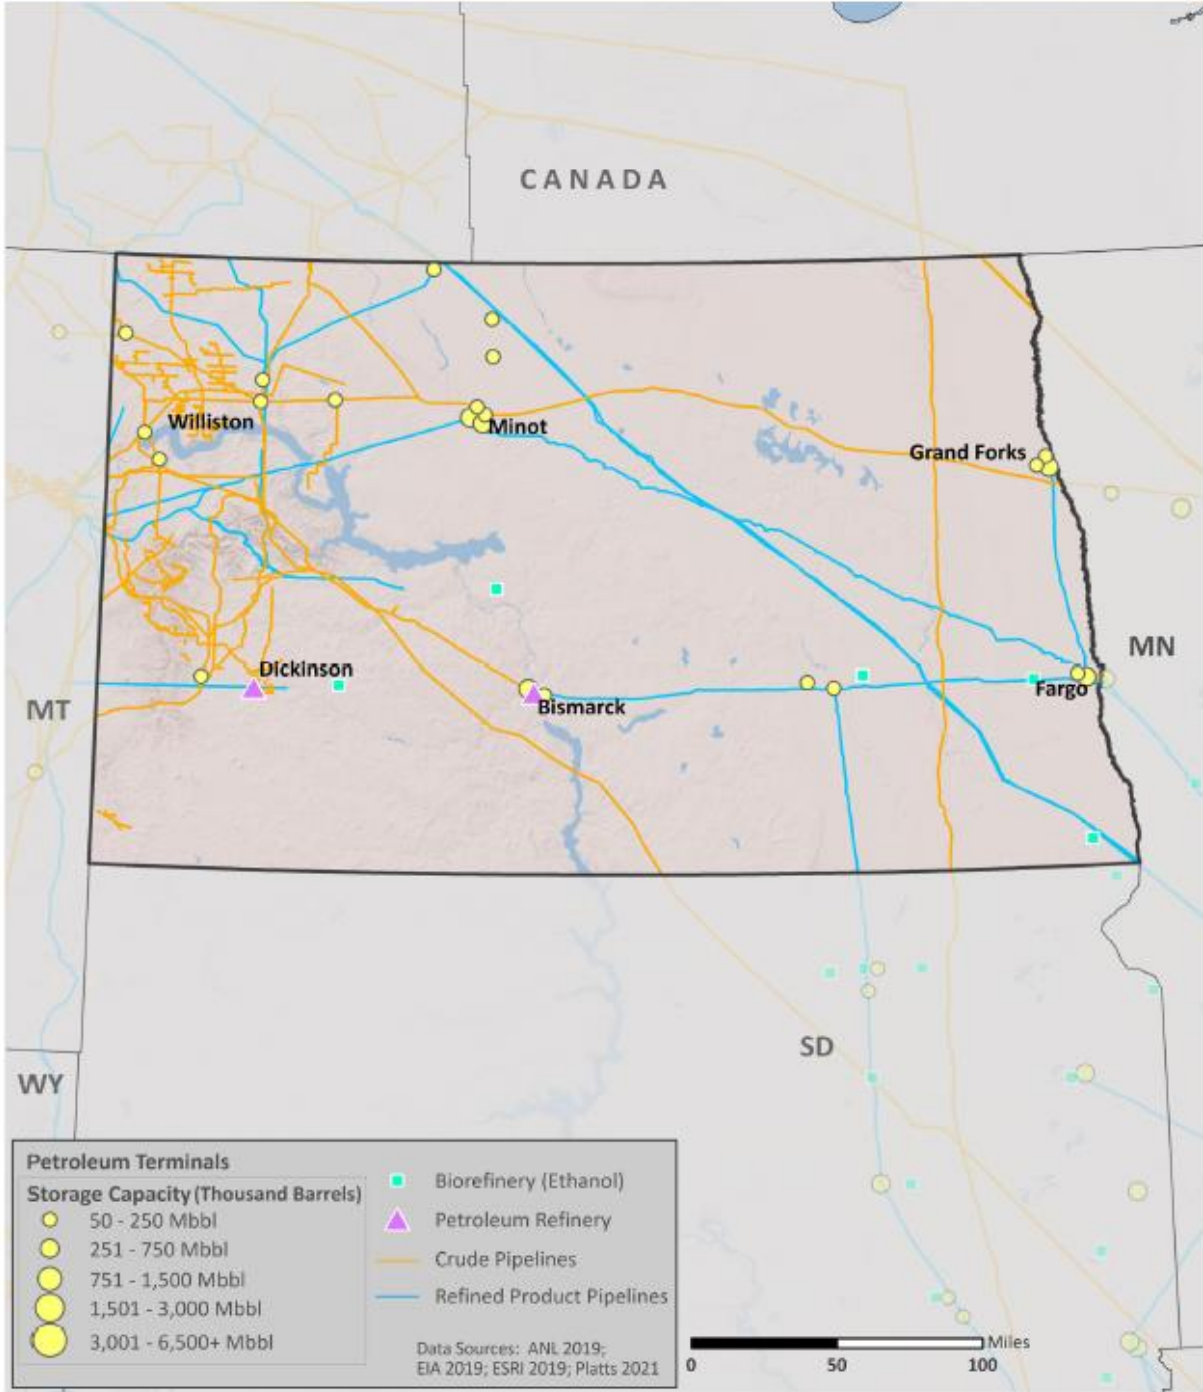 CANADA
Williston
Minot
Grand Forks
MN
Dickinson
MT
Bismarck
Fargo
SD
WY
Petroleum Terminals
Storage Capacity (Thousand Barrels)
50 - 250 Mbbl
251 - 750 Mbbl
751 - 1,500 Mbbl
1,501 - 3,000 Mbbl
3,001 - 6,500+ Mbbl
Biorefinery (Ethanol)
Petroleum Refinery
Crude Pipelines
Refined Product Pipelines
Data Sources: ANL 2019;
EIA 2019; ESRI 2019; Platts 2021
Miles
0 50 100